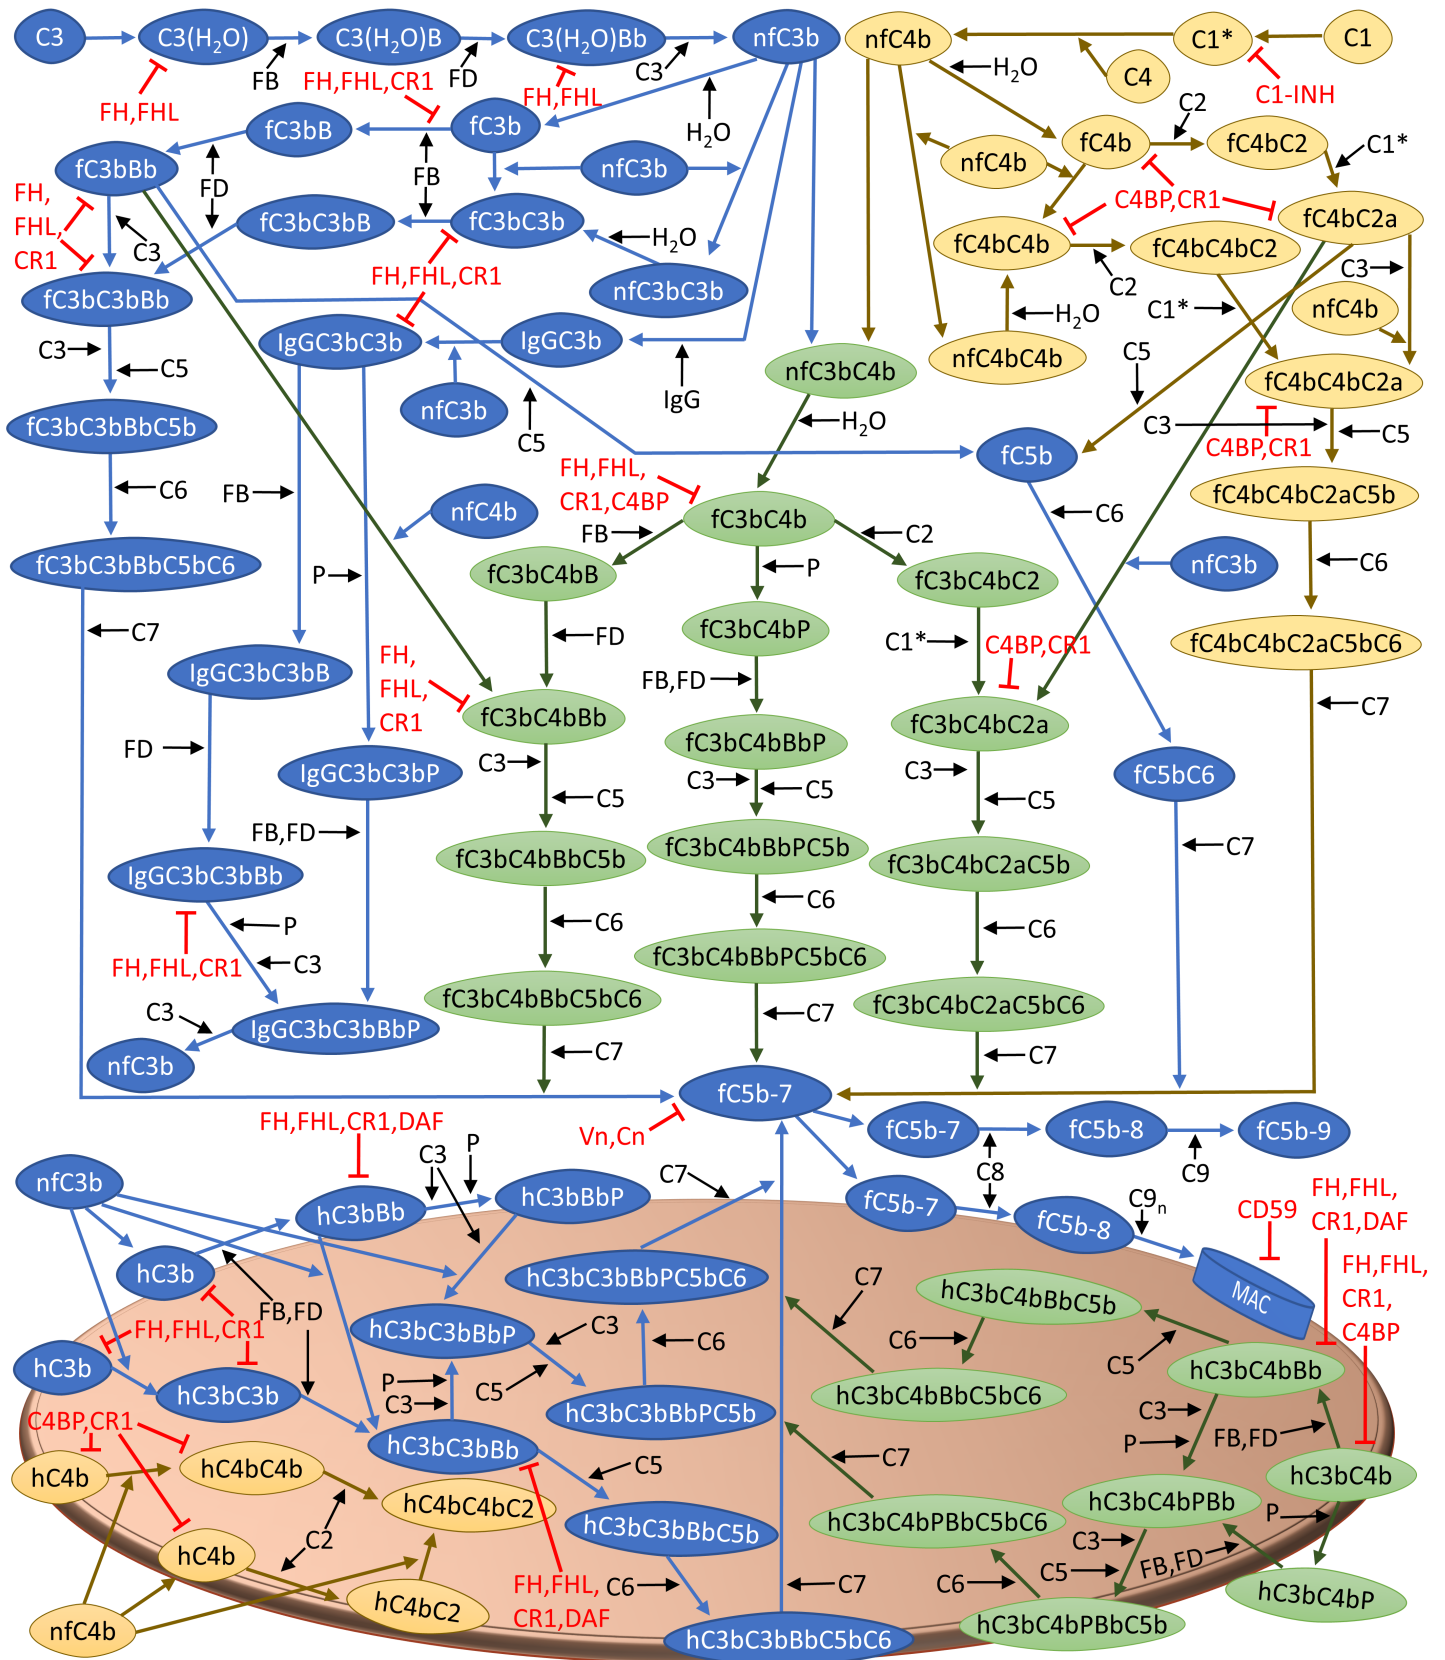 C3
C3(H2O)
C3(H2O)B
C3(H2O)Bb
nfC3b
nfC4b
C1*
C1
FB
FD
C3
H2O
C4
C1-INH
FH,FHL
FH,FHL,CR1
FH,FHL
H2O
C2
fC3bB
fC3b
fC4b
fC4bC2
C1*
fC3bBb
FD
FB
nfC3b
nfC4b
FH,
FHL,
CR1
C4BP,CR1
fC4bC2a
fC3bC3bB
fC3bC3b
H2O
fC4bC4b
fC4bC4bC2
C3
C3
FH,FHL,CR1
C2
fC3bC3bBb
nfC3bC3b
C1*
H2O
nfC4b
IgGC3bC3b
IgGC3b
nfC4bC4b
C3
C5
nfC3bC4b
C5
fC4bC4bC2a
nfC3b
IgG
fC3bC3bBbC5b
C5
H2O
C3
C5
C4BP,CR1
fC5b
FH,FHL,
CR1,C4BP
C6
FB
nfC4b
fC3bC4b
C6
fC4bC4bC2aC5b
FB
C2
fC3bC3bBbC5bC6
P
fC3bC4bB
P
fC3bC4bC2
nfC3b
C6
C7
FD
fC3bC4bP
C1*
C4BP,CR1
fC4bC4bC2aC5bC6
IgGC3bC3bB
FH,
FHL,
CR1
FB,FD
fC3bC4bBb
fC3bC4bC2a
C7
FD
fC3bC4bBbP
C3
C3
C3
IgGC3bC3bP
C5
C5
C5
fC5bC6
FB,FD
fC3bC4bBbC5b
fC3bC4bBbPC5b
fC3bC4bC2aC5b
C7
IgGC3bC3bBb
C6
C6
C6
P
FH,FHL,CR1
C3
fC3bC4bBbPC5bC6
fC3bC4bBbC5bC6
fC3bC4bC2aC5bC6
C3
IgGC3bC3bBbP
C7
C7
C7
nfC3b
fC5b-7
FH,FHL,CR1,DAF
Vn,Cn
fC5b-7
fC5b-8
fC5b-9
P
C3
C7
C8
C9
nfC3b
hC3bBb
hC3bBbP
fC5b-7
fC5b-8
C9n
CD59
FH,FHL,
CR1,DAF
hC3b
hC3bC3bBbPC5bC6
MAC
FH,FHL,
CR1,
C4BP
FB,FD
C7
hC3bC4bBbC5b
FH,FHL,CR1
hC3bC3bBbP
C3
C6
C6
C5
hC3b
hC3bC3b
P
C3
C5
hC3bC4bBbC5bC6
hC3bC4bBb
C4BP,CR1
hC3bC3bBbPC5b
C3
hC3bC3bBb
P
FB,FD
hC4b
hC4bC4b
C5
C7
hC3bC4b
hC4bC4bC2
hC3bC4bPBb
P
C2
hC3bC3bBbC5b
hC3bC4bPBbC5bC6
C3
hC4b
C5
FB,FD
FH,FHL,
CR1,DAF
C6
C7
C6
hC3bC4bP
hC4bC2
nfC4b
hC3bC4bPBbC5b
hC3bC3bBbC5bC6